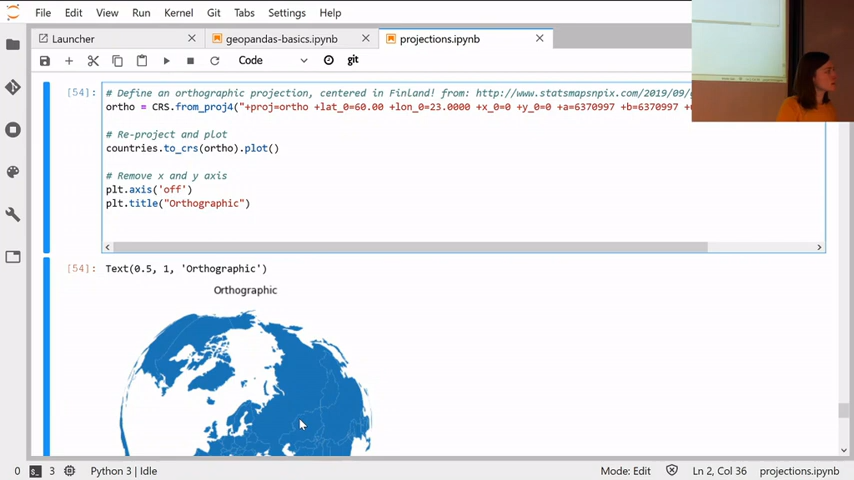 File Edit View Run Kernel Git Tabs Settings Help
Launcher geopandas-basics.ipynb projections.ipynb
Code git
[54]: # Define an orthographic projection, centered in Finland! from: http://www.statsmapsnpix.com/2019/09/
ortho = CRS.from_proj4("+proj=ortho +lat_0=60.00 +lon_0=23.0000 +x_0=0 +y_0=0 +a=6370997 +b=6370997 +
# Re-project and plot
countries.to_crs(ortho).plot()
# Remove x and y axis
plt.axis('off')
plt.title("Orthographic")
[54]: Text(0.5, 1, 'Orthographic')
Orthographic
0 3 Python 3 | Idle Mode: Edit Ln 2, Col 36 projections.ipynb